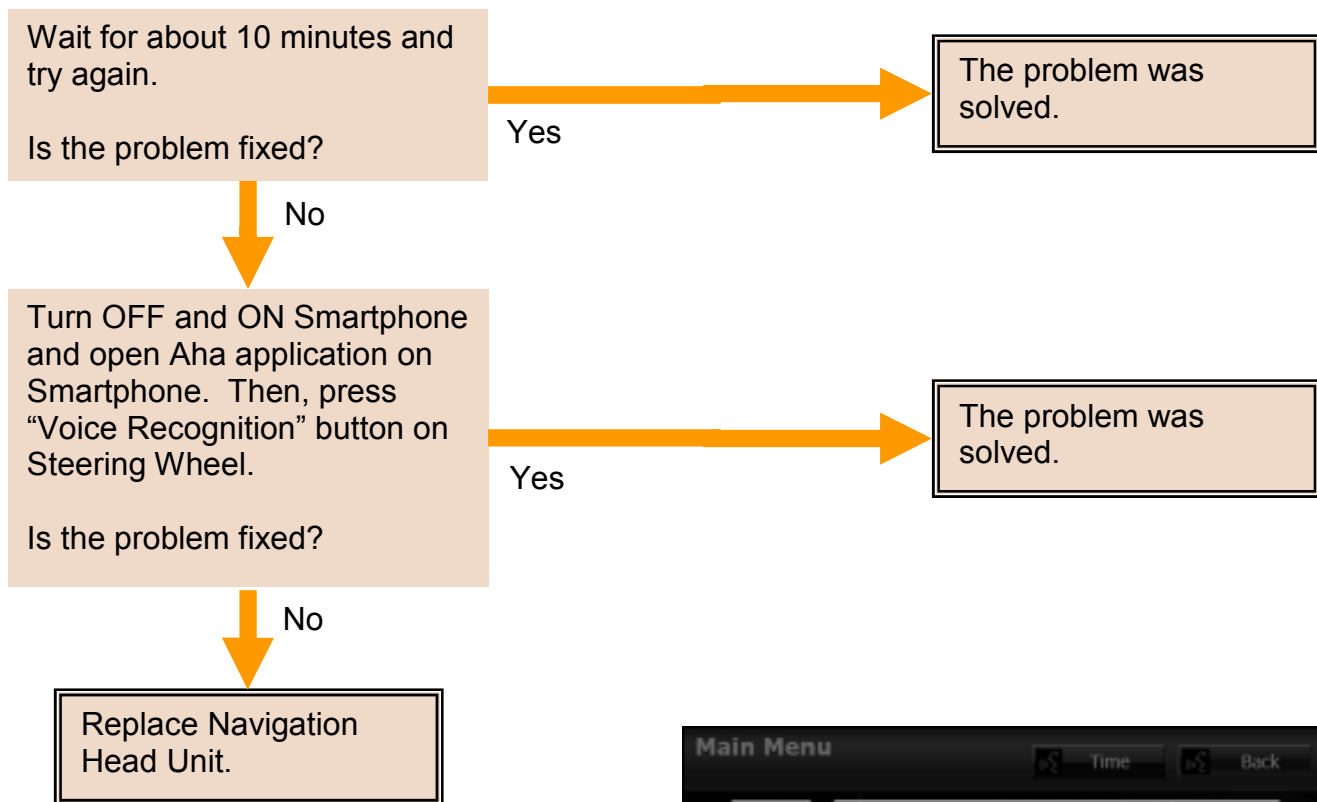 Wait for about 10 minutes and
try again.
Is the problem fixed?
Yes
The problem was
solved.
No
Turn OFF and ON Smartphone
and open Aha application on
Smartphone.  Then, press
“Voice Recognition” button on
Steering Wheel.
Is the problem fixed?
Yes
The problem was
solved.
No
Replace Navigation
Head Unit.
Main Menu
Time
Back